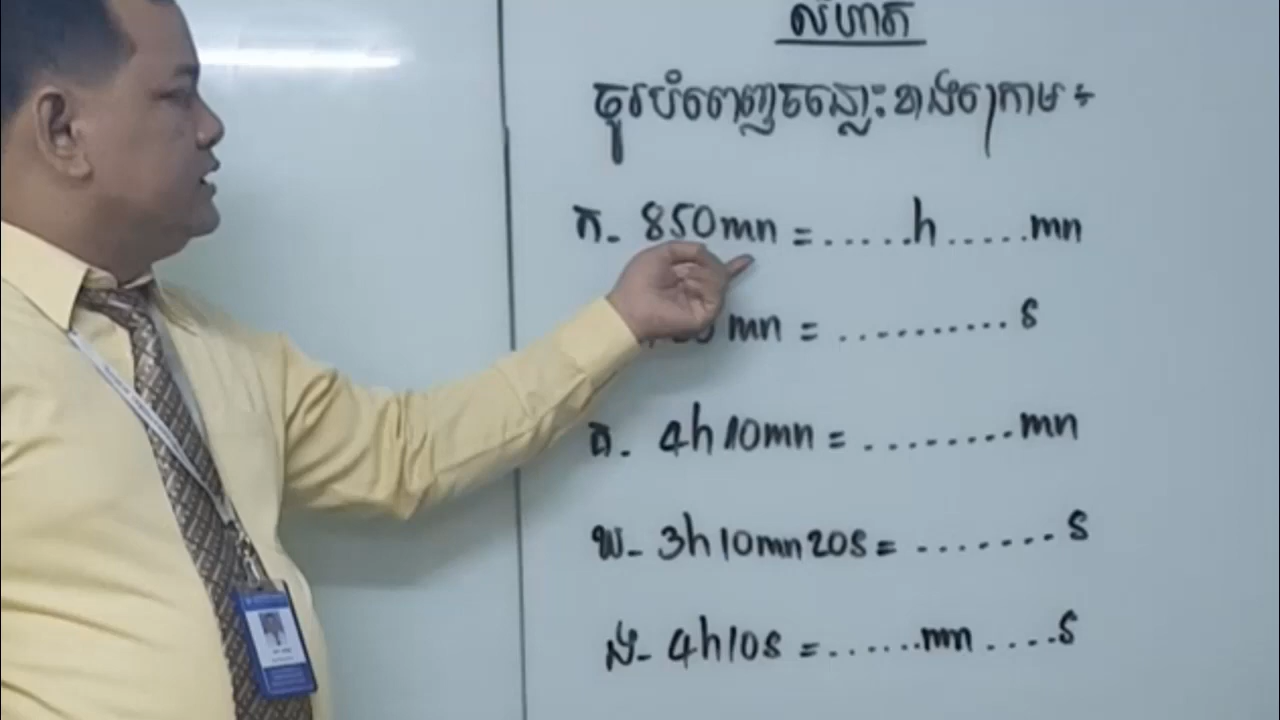 លំហាត់
ចូរបំពេញចន្លោះខាងក្រោម ÷
ក- 850mn = .....h.....mn
mn = .......... s
គ. 4h10mn = ........mn
ឃ- 3h10mn20s = ....... s
ង- 4h10s = ......mn ....s